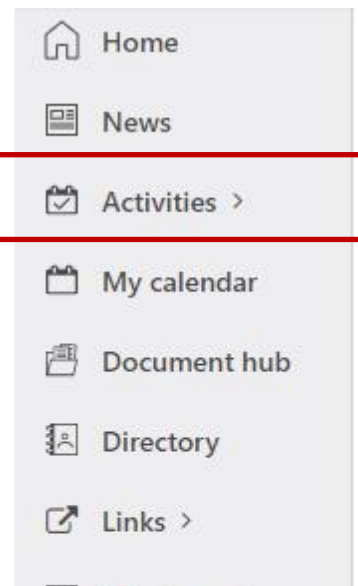 Home
News
Activities >
My calendar
Document hub
Directory
Links >